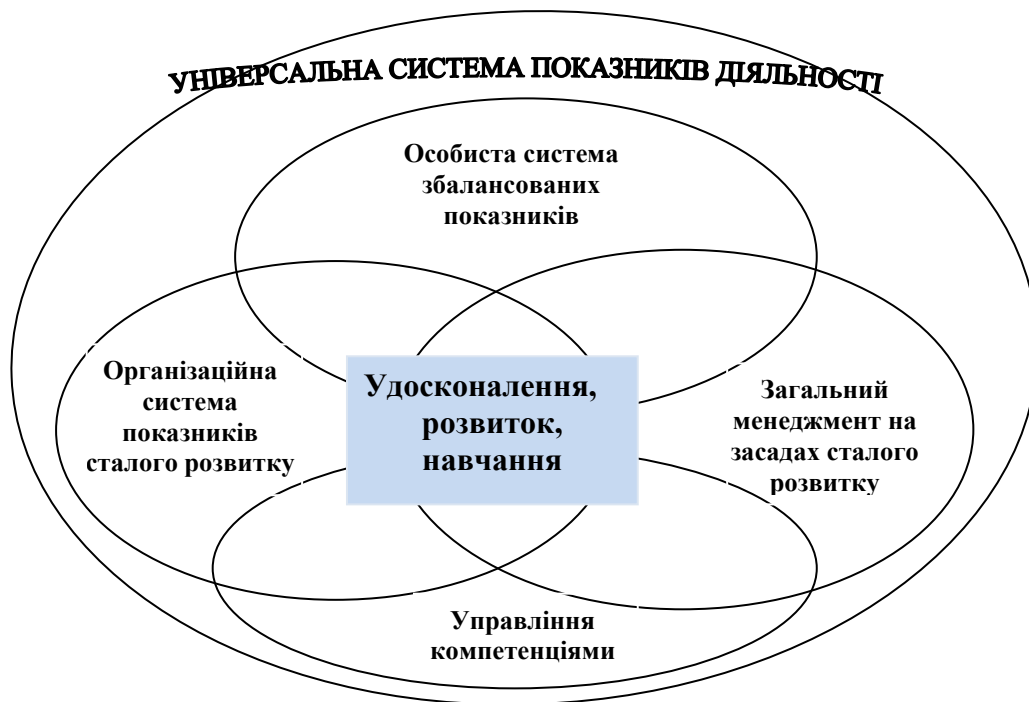 УНІВЕРСАЛЬНА СИСТЕМА ПОКАЗНИКІВ ДІЯЛЬНОСТІ
Особиста система
збалансованих
показників
Організаційна
система
показників
сталого розвитку
Удосконалення,
розвиток,
навчання
Загальний
менеджмент на
засадах сталого
розвитку
Управління
компетенціями